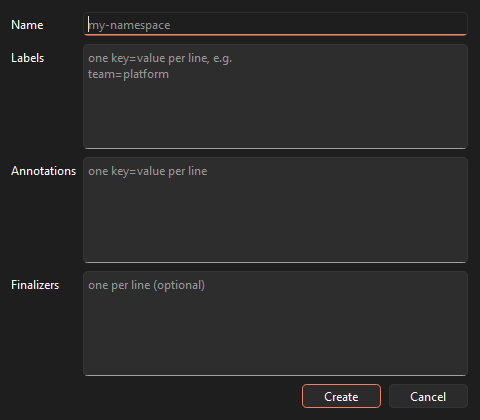 Name my-namespace
Labels one key=value per line, e.g.
team=platform
Annotations one key=value per line
Finalizers one per line (optional)
Create Cancel